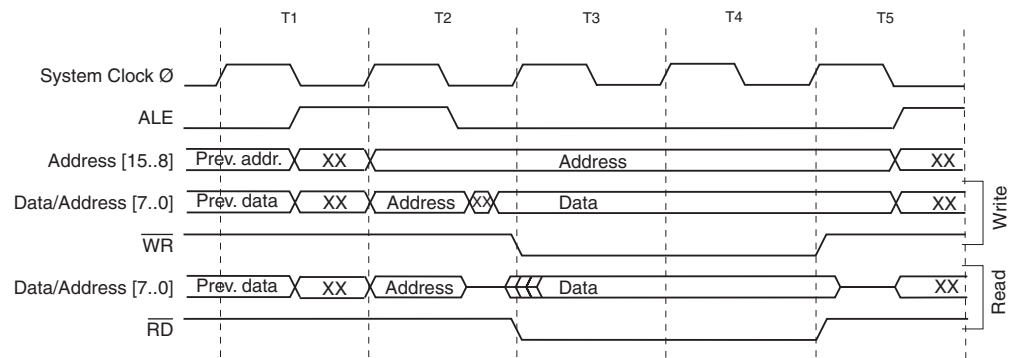 T1 T2 T3 T4 T5
System Clock Ø
ALE
Address [15..8] Prev. addr. XX Address XX
Data/Address [7..0] Prev. data XX Address XX Data XX
WR
Write
Data/Address [7..0] Prev. data XX Address Data XX
RD
Read